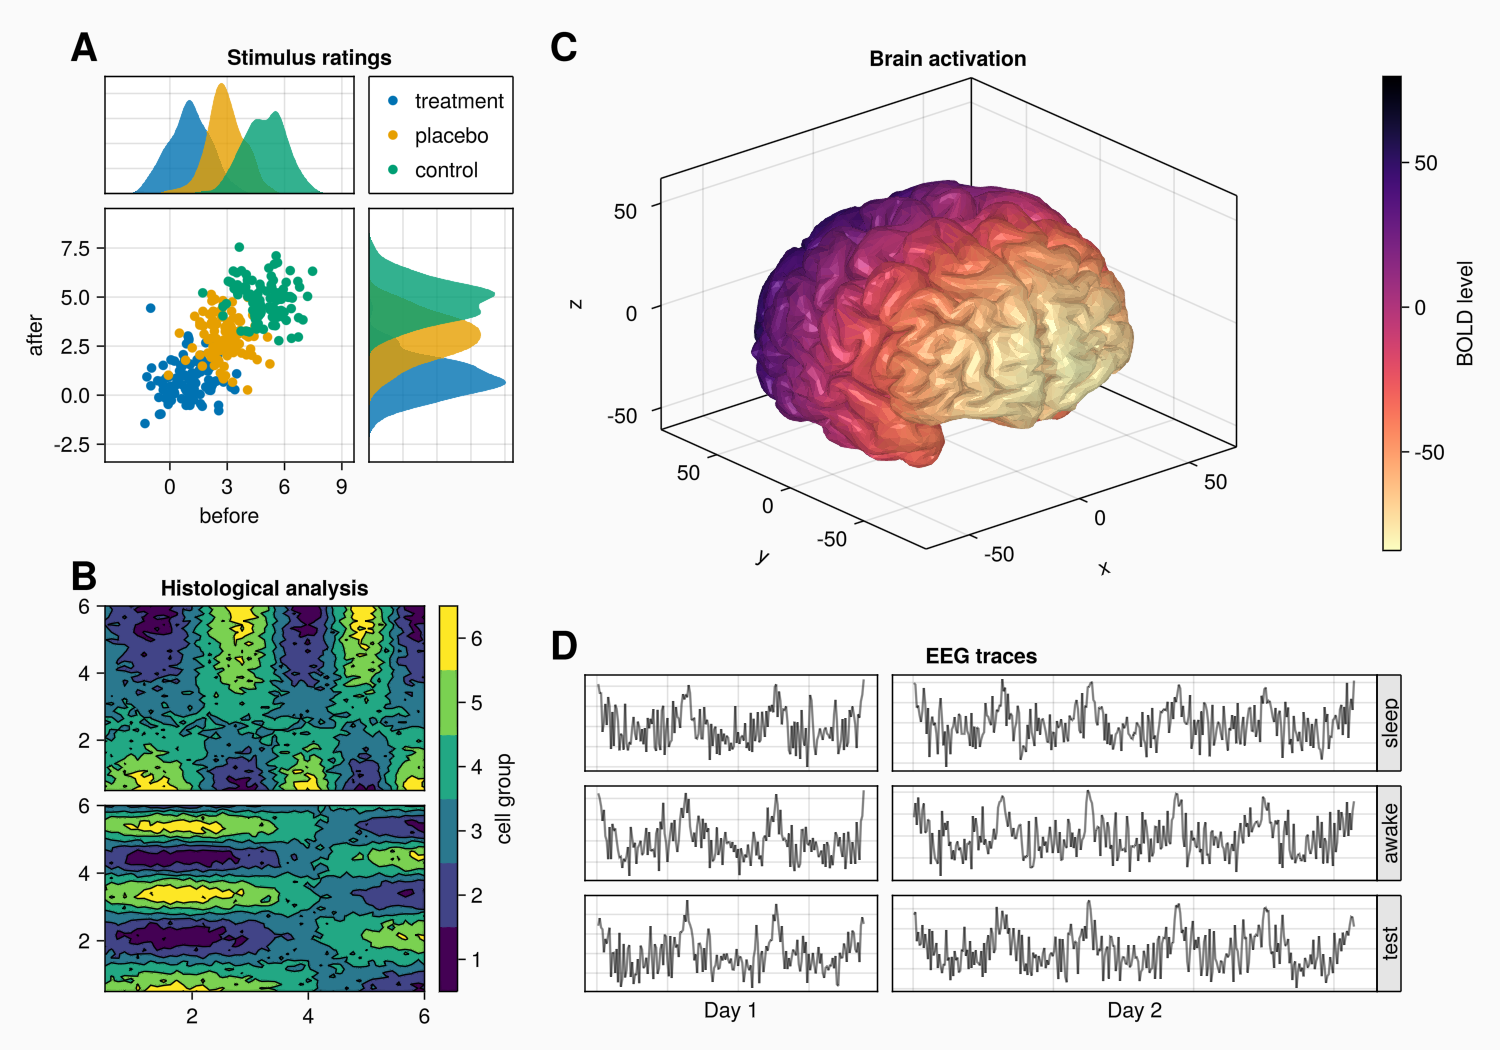 A
Stimulus ratings
treatment
placebo
control
7.5
5.0
2.5
0.0
-2.5
after
0 3 6 9
before
B
Histological analysis
6
4
2
6
4
2
2 4 6
6
5
4
3
2
1
cell group
C
Brain activation
50
0
-50
z
50
0
-50
y
-50
0
50
x
50
0
-50
BOLD level
D
EEG traces
sleep
awake
test
Day 1
Day 2